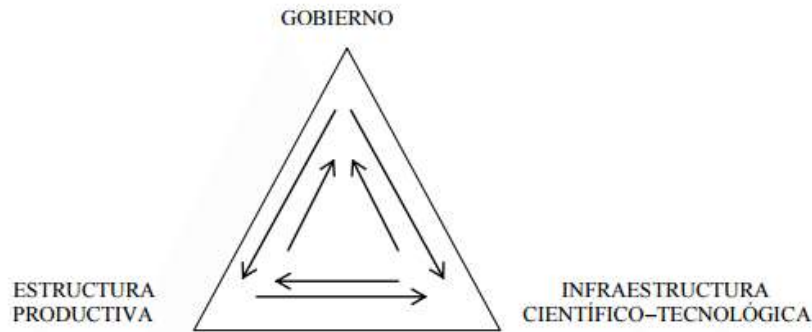 GOBIERNO
ESTRUCTURA
PRODUCTIVA
INFRAESTRUCTURA
CIENTÍFICO–TECNOLÓGICA